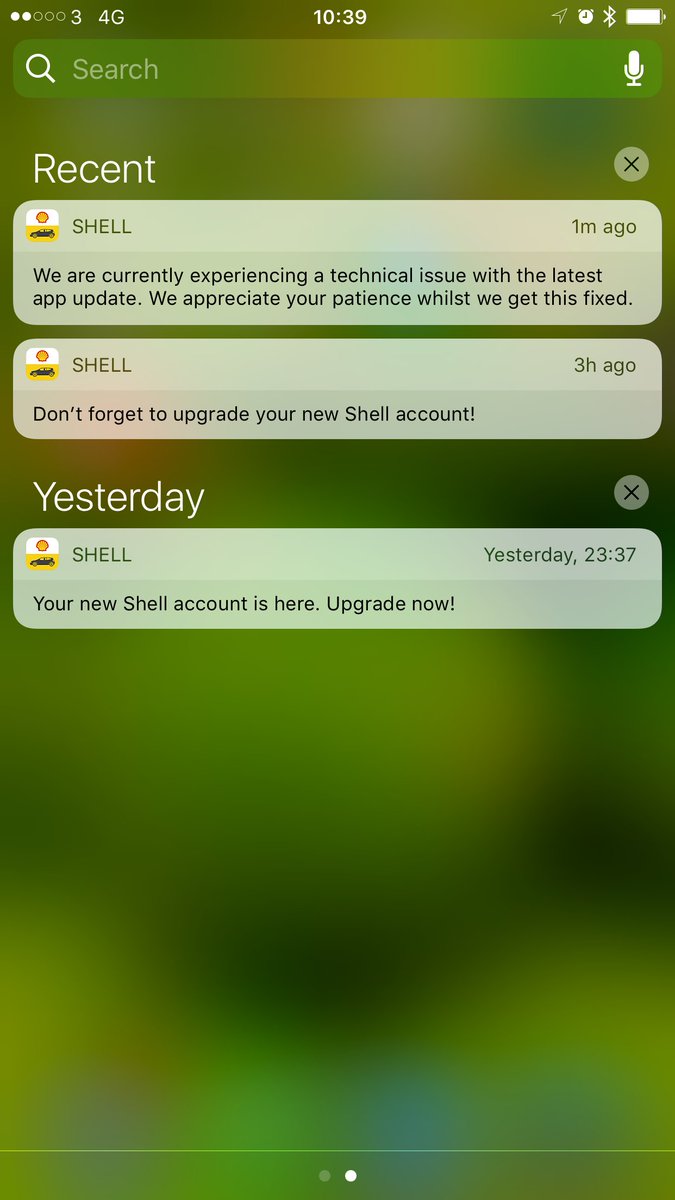 3 4G 10:39
Search
Recent
SHELL 1m ago
We are currently experiencing a technical issue with the latest
app update. We appreciate your patience whilst we get this fixed.
SHELL 3h ago
Don’t forget to upgrade your new Shell account!
Yesterday
SHELL Yesterday, 23:37
Your new Shell account is here. Upgrade now!